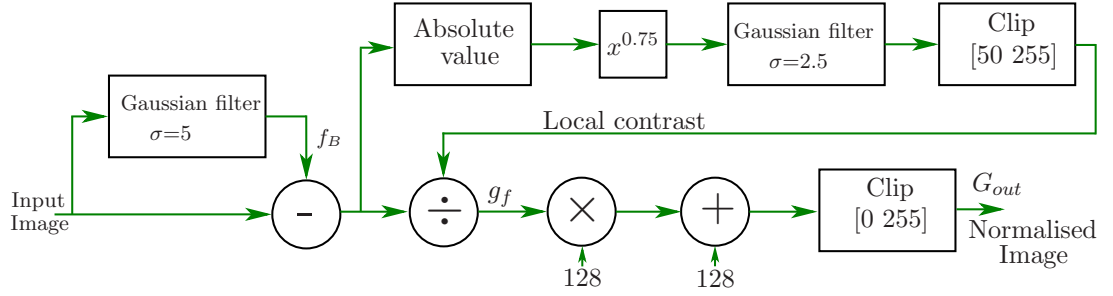 Absolute
value
x^0.75
Gaussian filter
σ=2.5
Clip
[50 255]
Gaussian filter
σ=5
f_B
Local contrast
Input
Image
-
÷
g_f
×
+
Clip
[0 255]
G_out
Normalised
Image
128
128